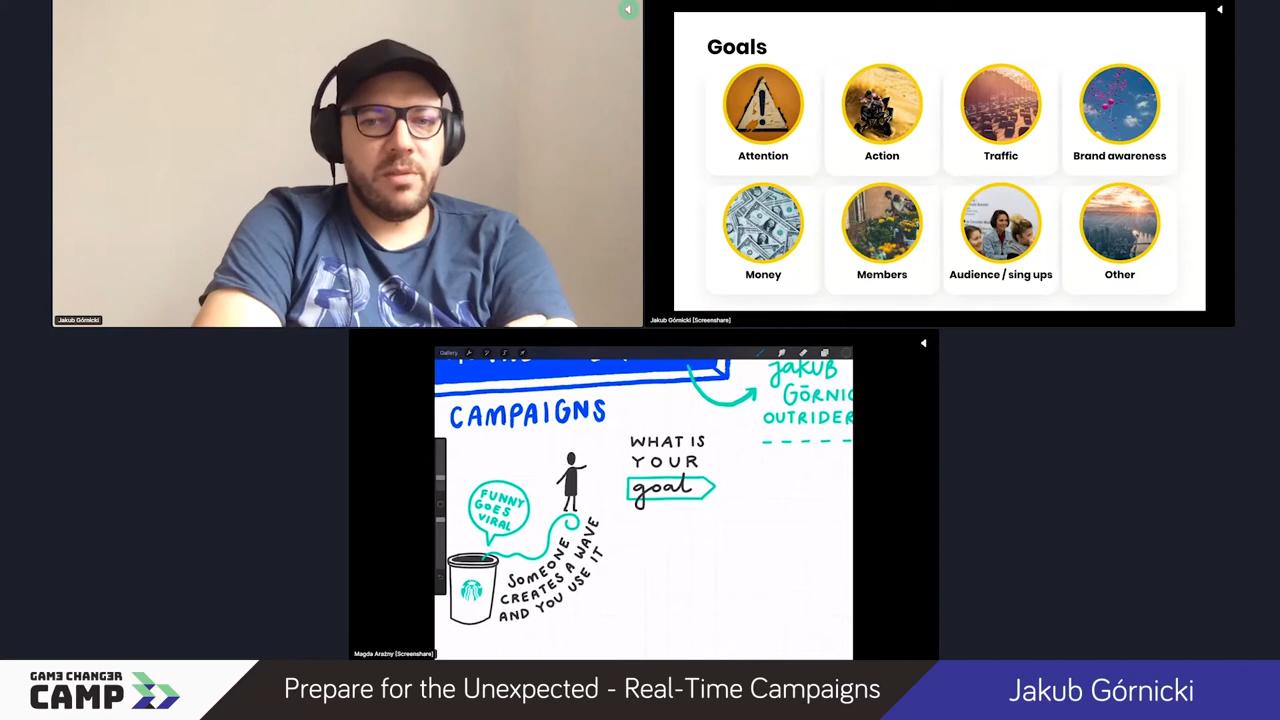 Jakub Górnicki
Goals
Attention
Action
Traffic
Brand awareness
Money
Members
Audience / sing ups
Other
Jakub Górnicki [Screenshare]
Gallery
CAMPAIGNS
JAKUB
GÓRNIC
OUTRIDER
WHAT IS
YOUR
goal
FUNNY
GOES
VIRAL
SOMEONE
CREATES A WAVE
AND YOU USE IT
Magda Arażny [Screenshare]
GAME CHANGER
CAMP
Prepare for the Unexpected - Real-Time Campaigns
Jakub Górnicki